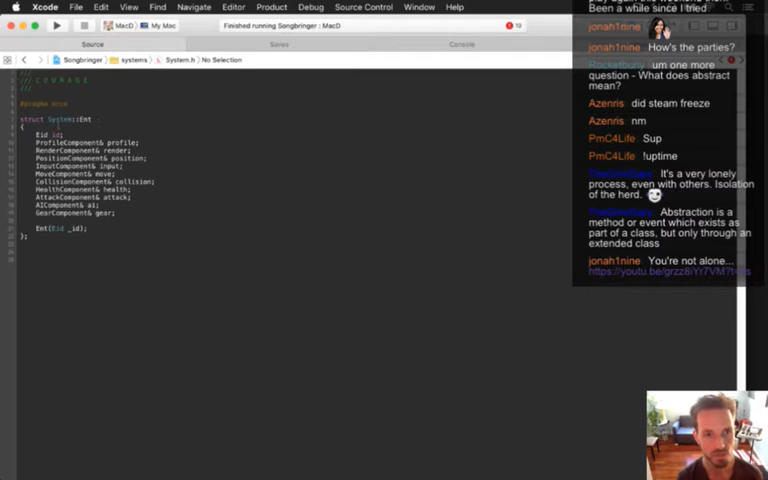 Xcode File Edit View Find Navigate Editor Product Debug Source Control Window Help
MacD My Mac Finished running Songbringer : MacD 19
Source Saves Console
Songbringer systems System.h No Selection
///
/// C O U R A G E
///
#pragma once
struct System::Ent
{
Eid id;
ProfileComponent& profile;
RenderComponent& render;
PositionComponent& position;
InputComponent& input;
MoveComponent& move;
CollisionComponent& collision;
HealthComponent& health;
AttackComponent& attack;
AIComponent& ai;
GearComponent& gear;
Ent(Eid _id);
};
Been a while since I tried
jonah1nine
jonah1nine How's the parties?
um one more
question - What does abstract
mean?
Azenris did steam freeze
Azenris nm
PmC4Life Sup
PmC4Life !uptime
It's a very lonely
process, even with others. Isolation
of the herd.
Abstraction is a
method or event which exists as
part of a class, but only through an
extended class
jonah1nine You're not alone...